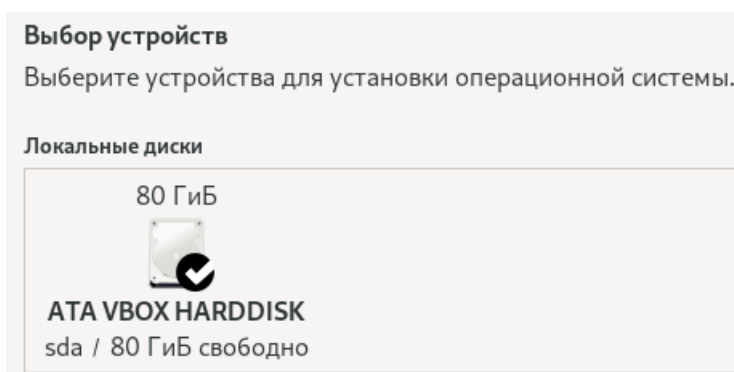 Выбор устройств
Выберите устройства для установки операционной системы.
Локальные диски
80 ГиБ
ATA VBOX HARDDISK
sda / 80 ГиБ свободно